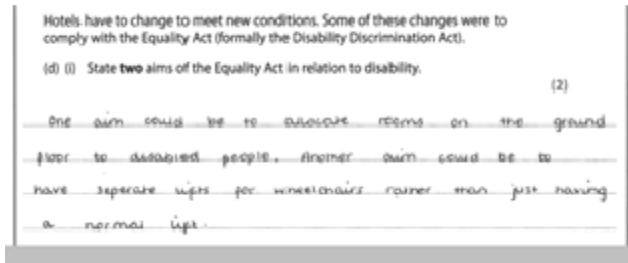 Hotels have to change to meet new conditions. Some of these changes were to
comply with the Equality Act (formally the Disability Discrimination Act).
(d) (i) State two aims off the Equality Act in relation to disability.
(2)
One aim could be to allocate rooms on the ground
floor to disabled people. Another aim could be to
have seperate lifts for wheelchairs rather than just having
a normal lift.